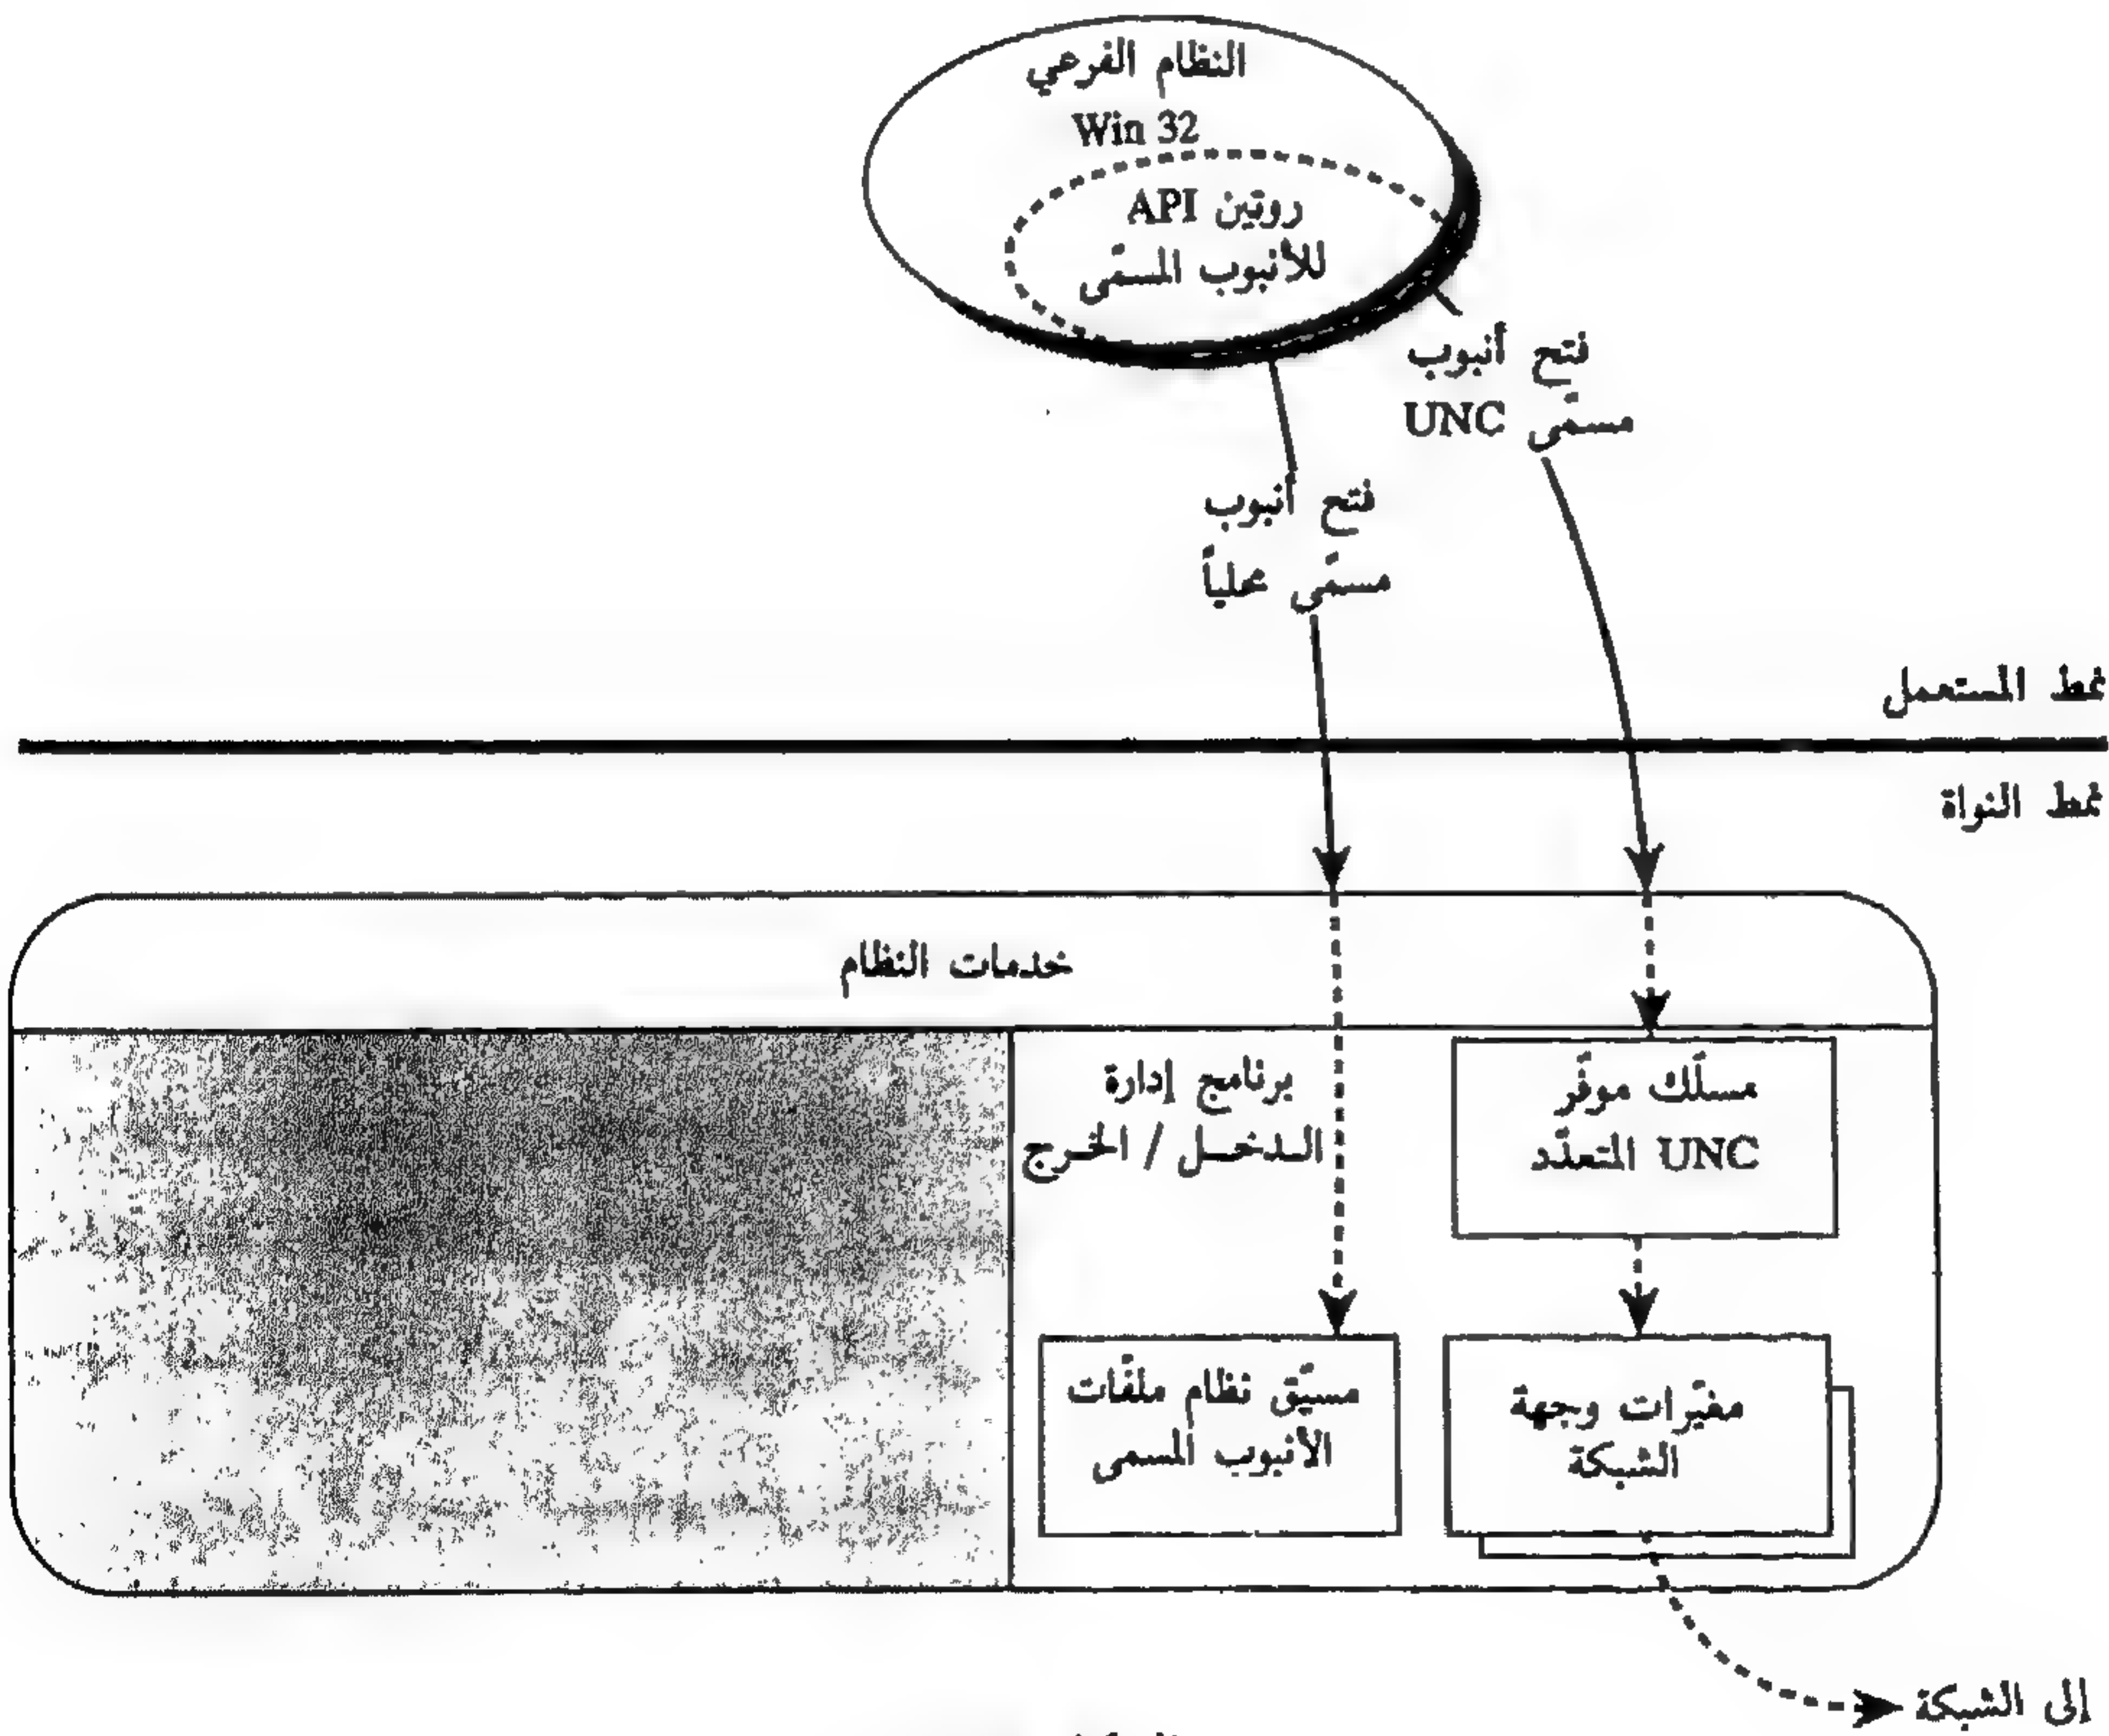 النظام الفرعي
Win 32
روتين API
للأنبوب المسمّى
فتح أنبوب
مسمّى UNC
فتح أنبوب
مسمّى محلياً
نمط المستعمل
نمط النواة
خدمات النظام
مسلّك موفّر
UNC المتعدّد
برنامج إدارة
الدخل / الخرج
مغيّرات وجهة
الشبكة
مسيّق نظام ملفّات
الأنبوب المسمى
إلى الشبكة